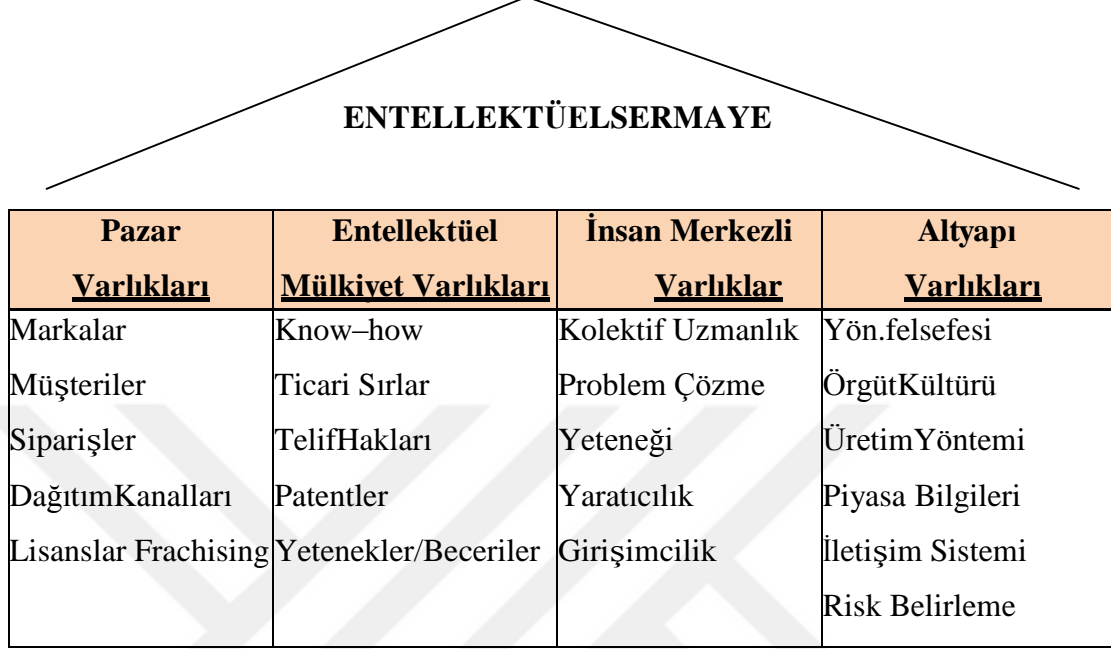 ENTELLEKTÜELSERMAYE
Pazar
Varlıkları
Entellektüel
Mülkiyet Varlıkları
İnsan Merkezli
Varlıklar
Altyapı
Varlıkları
Markalar
Müşteriler
Siparişler
DağıtımKanalları
Lisanslar Frachising
Know–how
Ticari Sırlar
TelifHakları
Patentler
Yetenekler/Beceriler
Kolektif Uzmanlık
Problem Çözme
Yeteneği
Yaratıcılık
Girişimcilik
Yön.felsefesi
ÖrgütKültürü
ÜretimYöntemi
Piyasa Bilgileri
İletişim Sistemi
Risk Belirleme